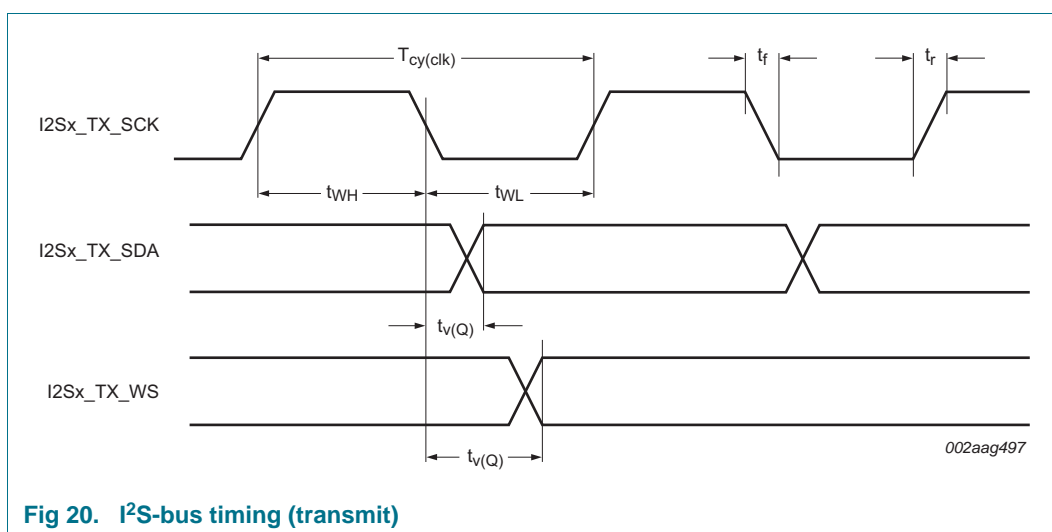 T_cy(clk) t_f t_r
I2Sx_TX_SCK
t_WH t_WL
I2Sx_TX_SDA
t_v(Q)
I2Sx_TX_WS
t_v(Q)
002aag497
Fig 20. I²S-bus timing (transmit)